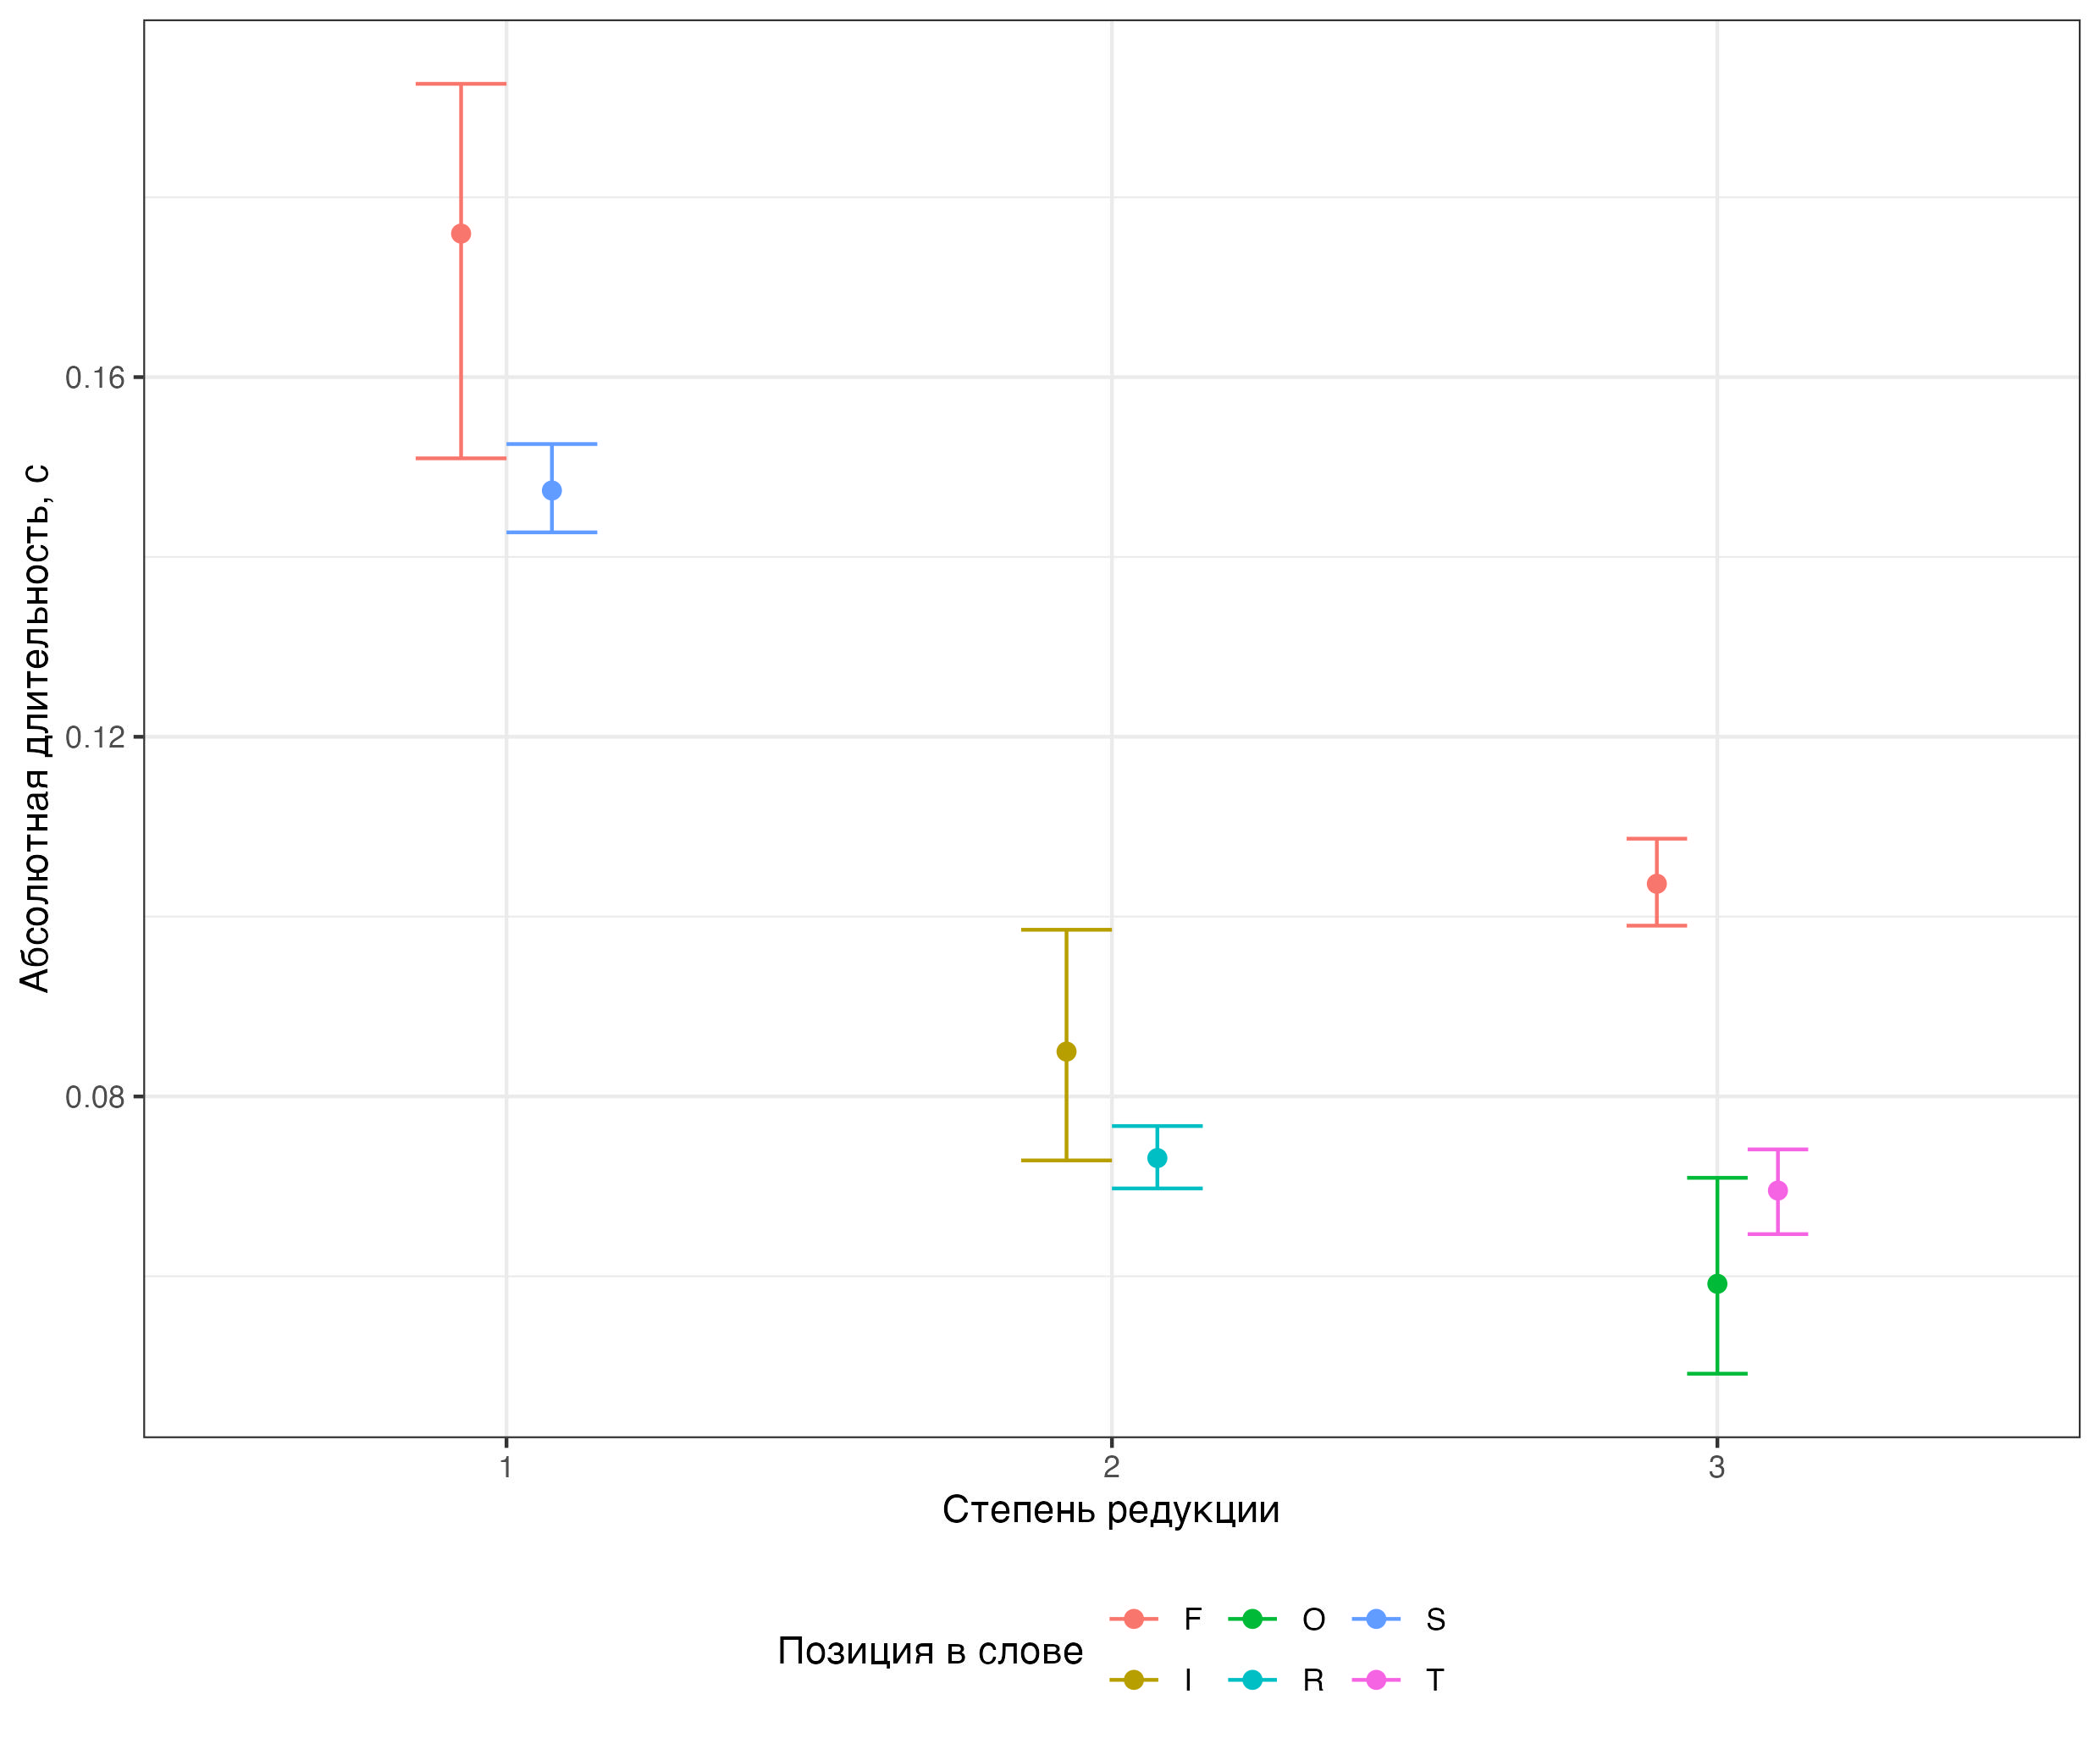 Абсолютная длительность, с
0.16
0.12
0.08
1 2 3
Степень редукции
Позиция в слове
F O S
I R T